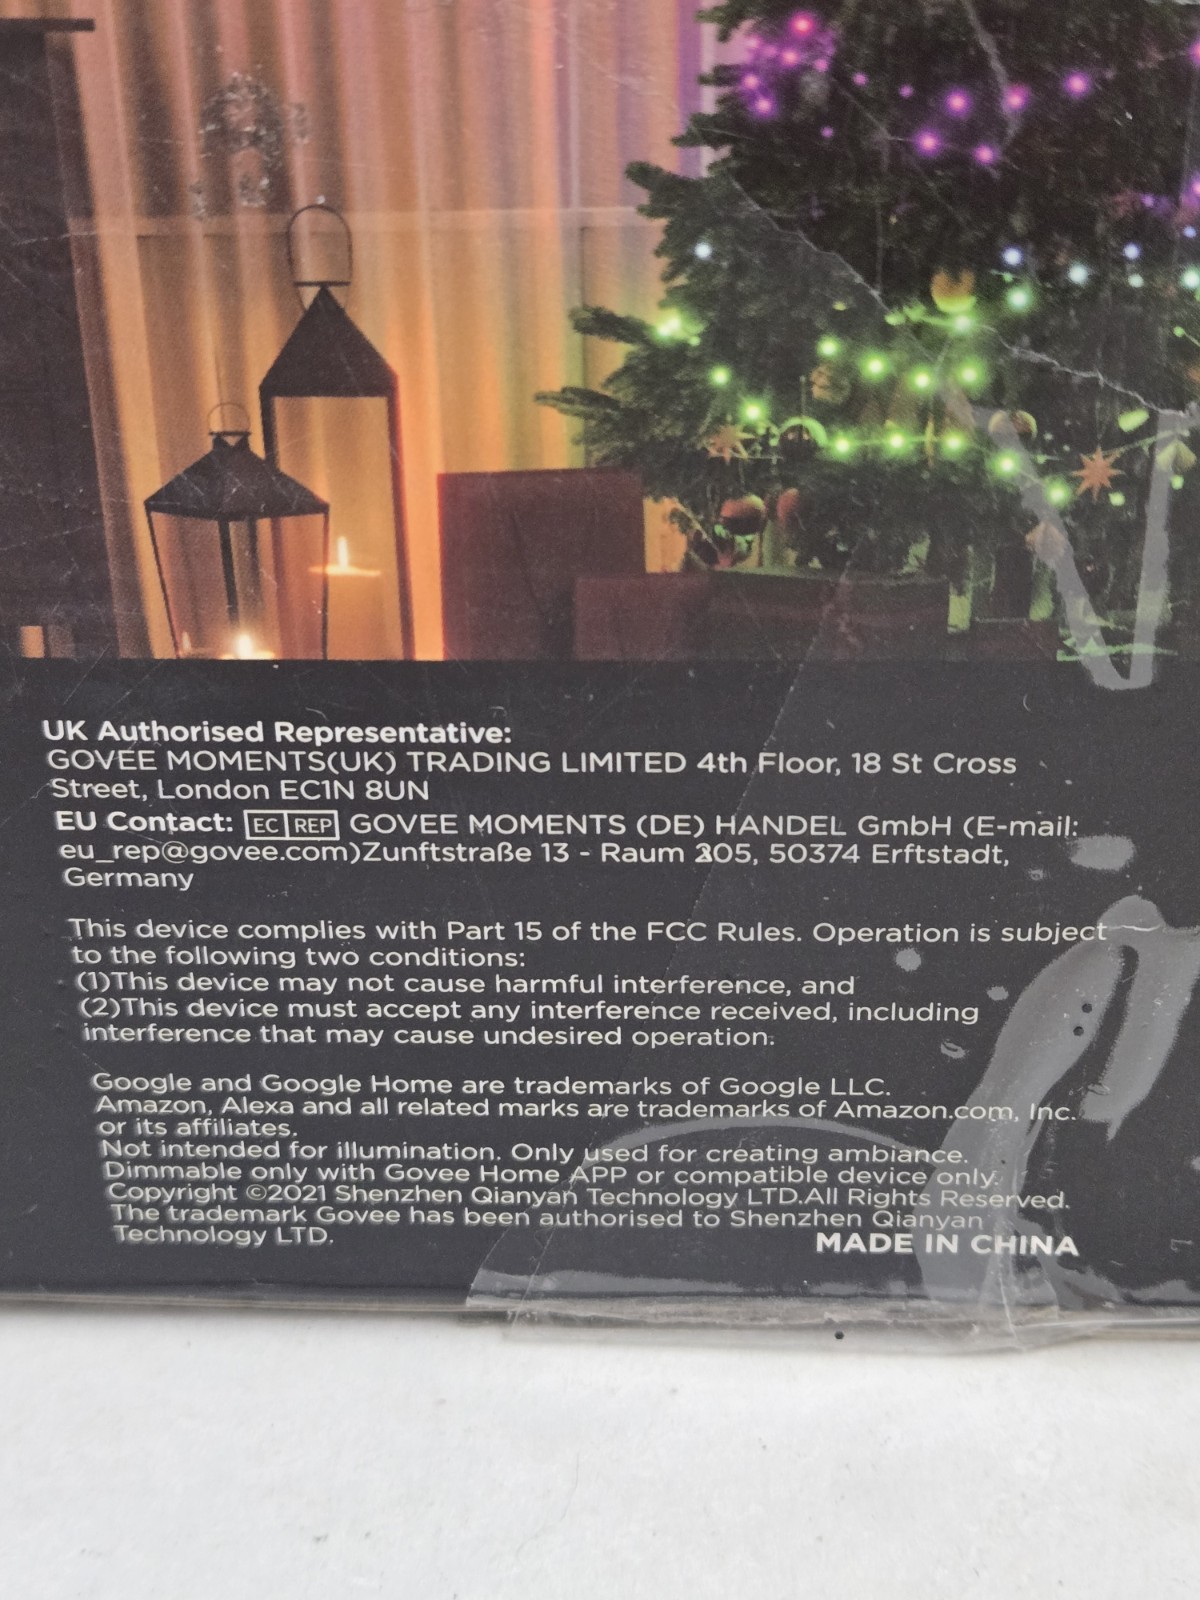 UK Authorised Representative:
GOVEE MOMENTS(UK) TRADING LIMITED 4th Floor, 18 St Cross
Street, London EC1N 8UN
EU Contact: EC REP GOVEE MOMENTS (DE) HANDEL GmbH (E-mail:
eu_rep@govee.com)Zunftstraße 13 - Raum 205, 50374 Erftstadt,
Germany
This device complies with Part 15 of the FCC Rules. Operation is subject
to the following two conditions:
(1)This device may not cause harmful interference, and
(2)This device must accept any interference received, including
interference that may cause undesired operation.
Google and Google Home are trademarks of Google LLC.
Amazon, Alexa and all related marks are trademarks of Amazon.com, Inc.
or its affiliates.
Not intended for illumination. Only used for creating ambiance.
Dimmable only with Govee Home APP or compatible device only.
Copyright ©2021 Shenzhen Qianyan Technology LTD.All Rights Reserved.
The trademark Govee has been authorised to Shenzhen Qianyan
Technology LTD.
MADE IN CHINA